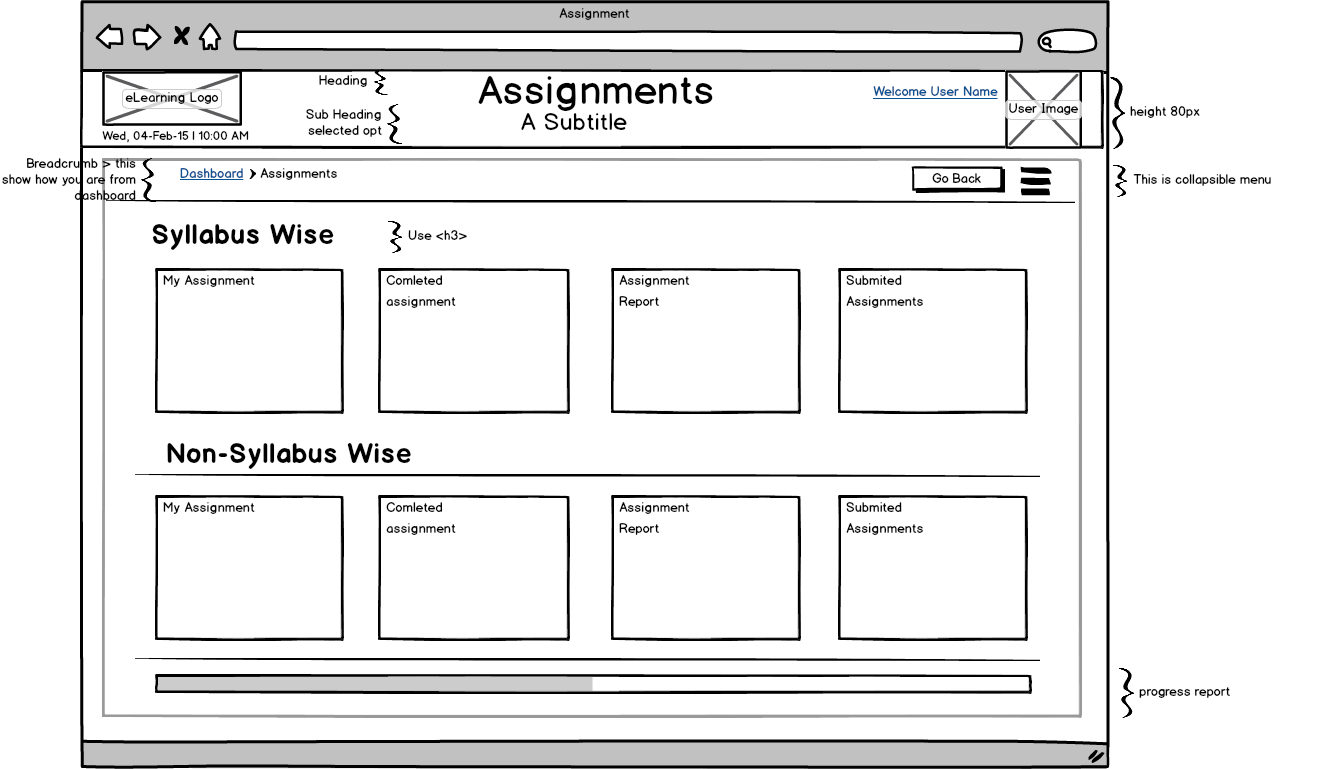 Assignment
eLearning Logo
Wed, 04-Feb-15 | 10:00 AM
Heading
Sub Heading
selected opt
Assignments
A Subtitle
Welcome User Name
User Image
height 80px
Breadcrumb > this
show how you are from
dashboard
Dashboard > Assignments
Go Back
This is collapsible menu
Syllabus Wise
Use <h3>
My Assignment
Comleted
assignment
Assignment
Report
Submited
Assignments
Non-Syllabus Wise
My Assignment
Comleted
assignment
Assignment
Report
Submited
Assignments
progress report